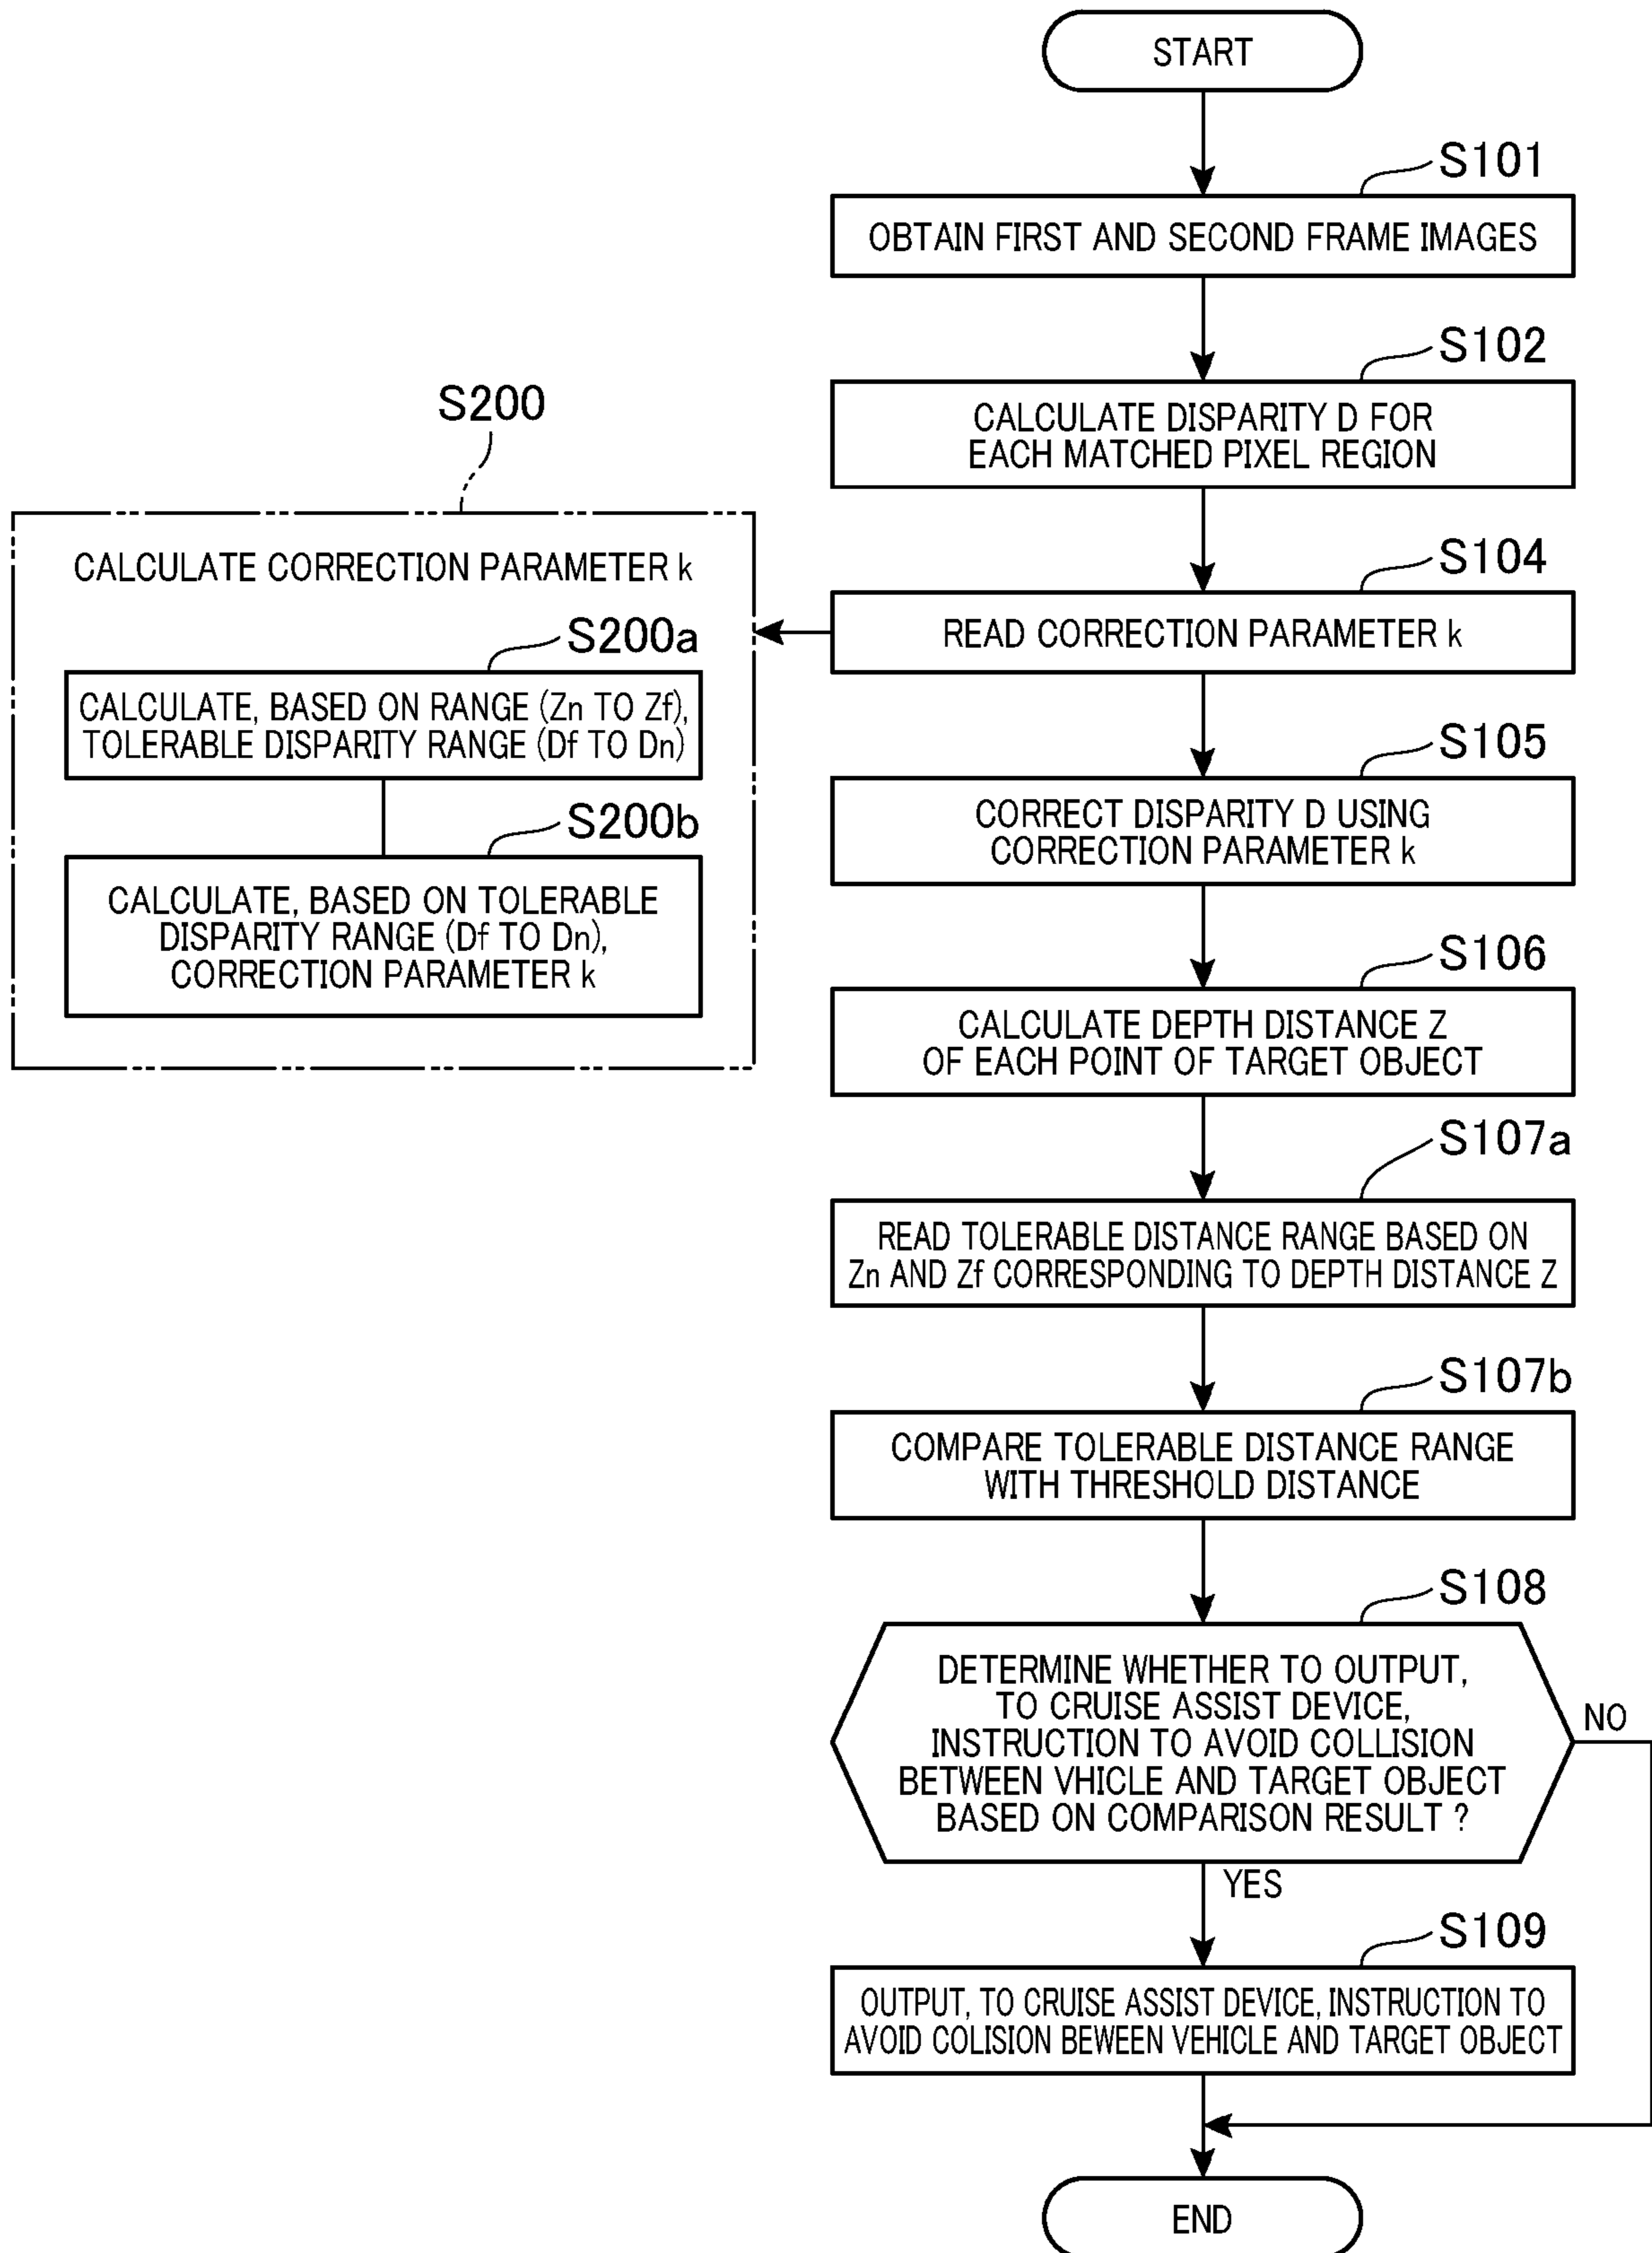 START
S101
OBTAIN FIRST AND SECOND FRAME IMAGES
S102
CALCULATE DISPARITY D FOR
EACH MATCHED PIXEL REGION
S200
CALCULATE CORRECTION PARAMETER k
S200a
CALCULATE, BASED ON RANGE (Zn TO Zf),
TOLERABLE DISPARITY RANGE (Df TO Dn)
S200b
CALCULATE, BASED ON TOLERABLE
DISPARITY RANGE (Df TO Dn),
CORRECTION PARAMETER k
S104
READ CORRECTION PARAMETER k
S105
CORRECT DISPARITY D USING
CORRECTION PARAMETER k
S106
CALCULATE DEPTH DISTANCE Z
OF EACH POINT OF TARGET OBJECT
S107a
READ TOLERABLE DISTANCE RANGE BASED ON
Zn AND Zf CORRESPONDING TO DEPTH DISTANCE Z
S107b
COMPARE TOLERABLE DISTANCE RANGE
WITH THRESHOLD DISTANCE
S108
DETERMINE WHETHER TO OUTPUT,
TO CRUISE ASSIST DEVICE,
INSTRUCTION TO AVOID COLLISION
BETWEEN VHICLE AND TARGET OBJECT
BASED ON COMPARISON RESULT ?
NO
YES
S109
OUTPUT, TO CRUISE ASSIST DEVICE, INSTRUCTION TO
AVOID COLISION BEWEEN VEHICLE AND TARGET OBJECT
END